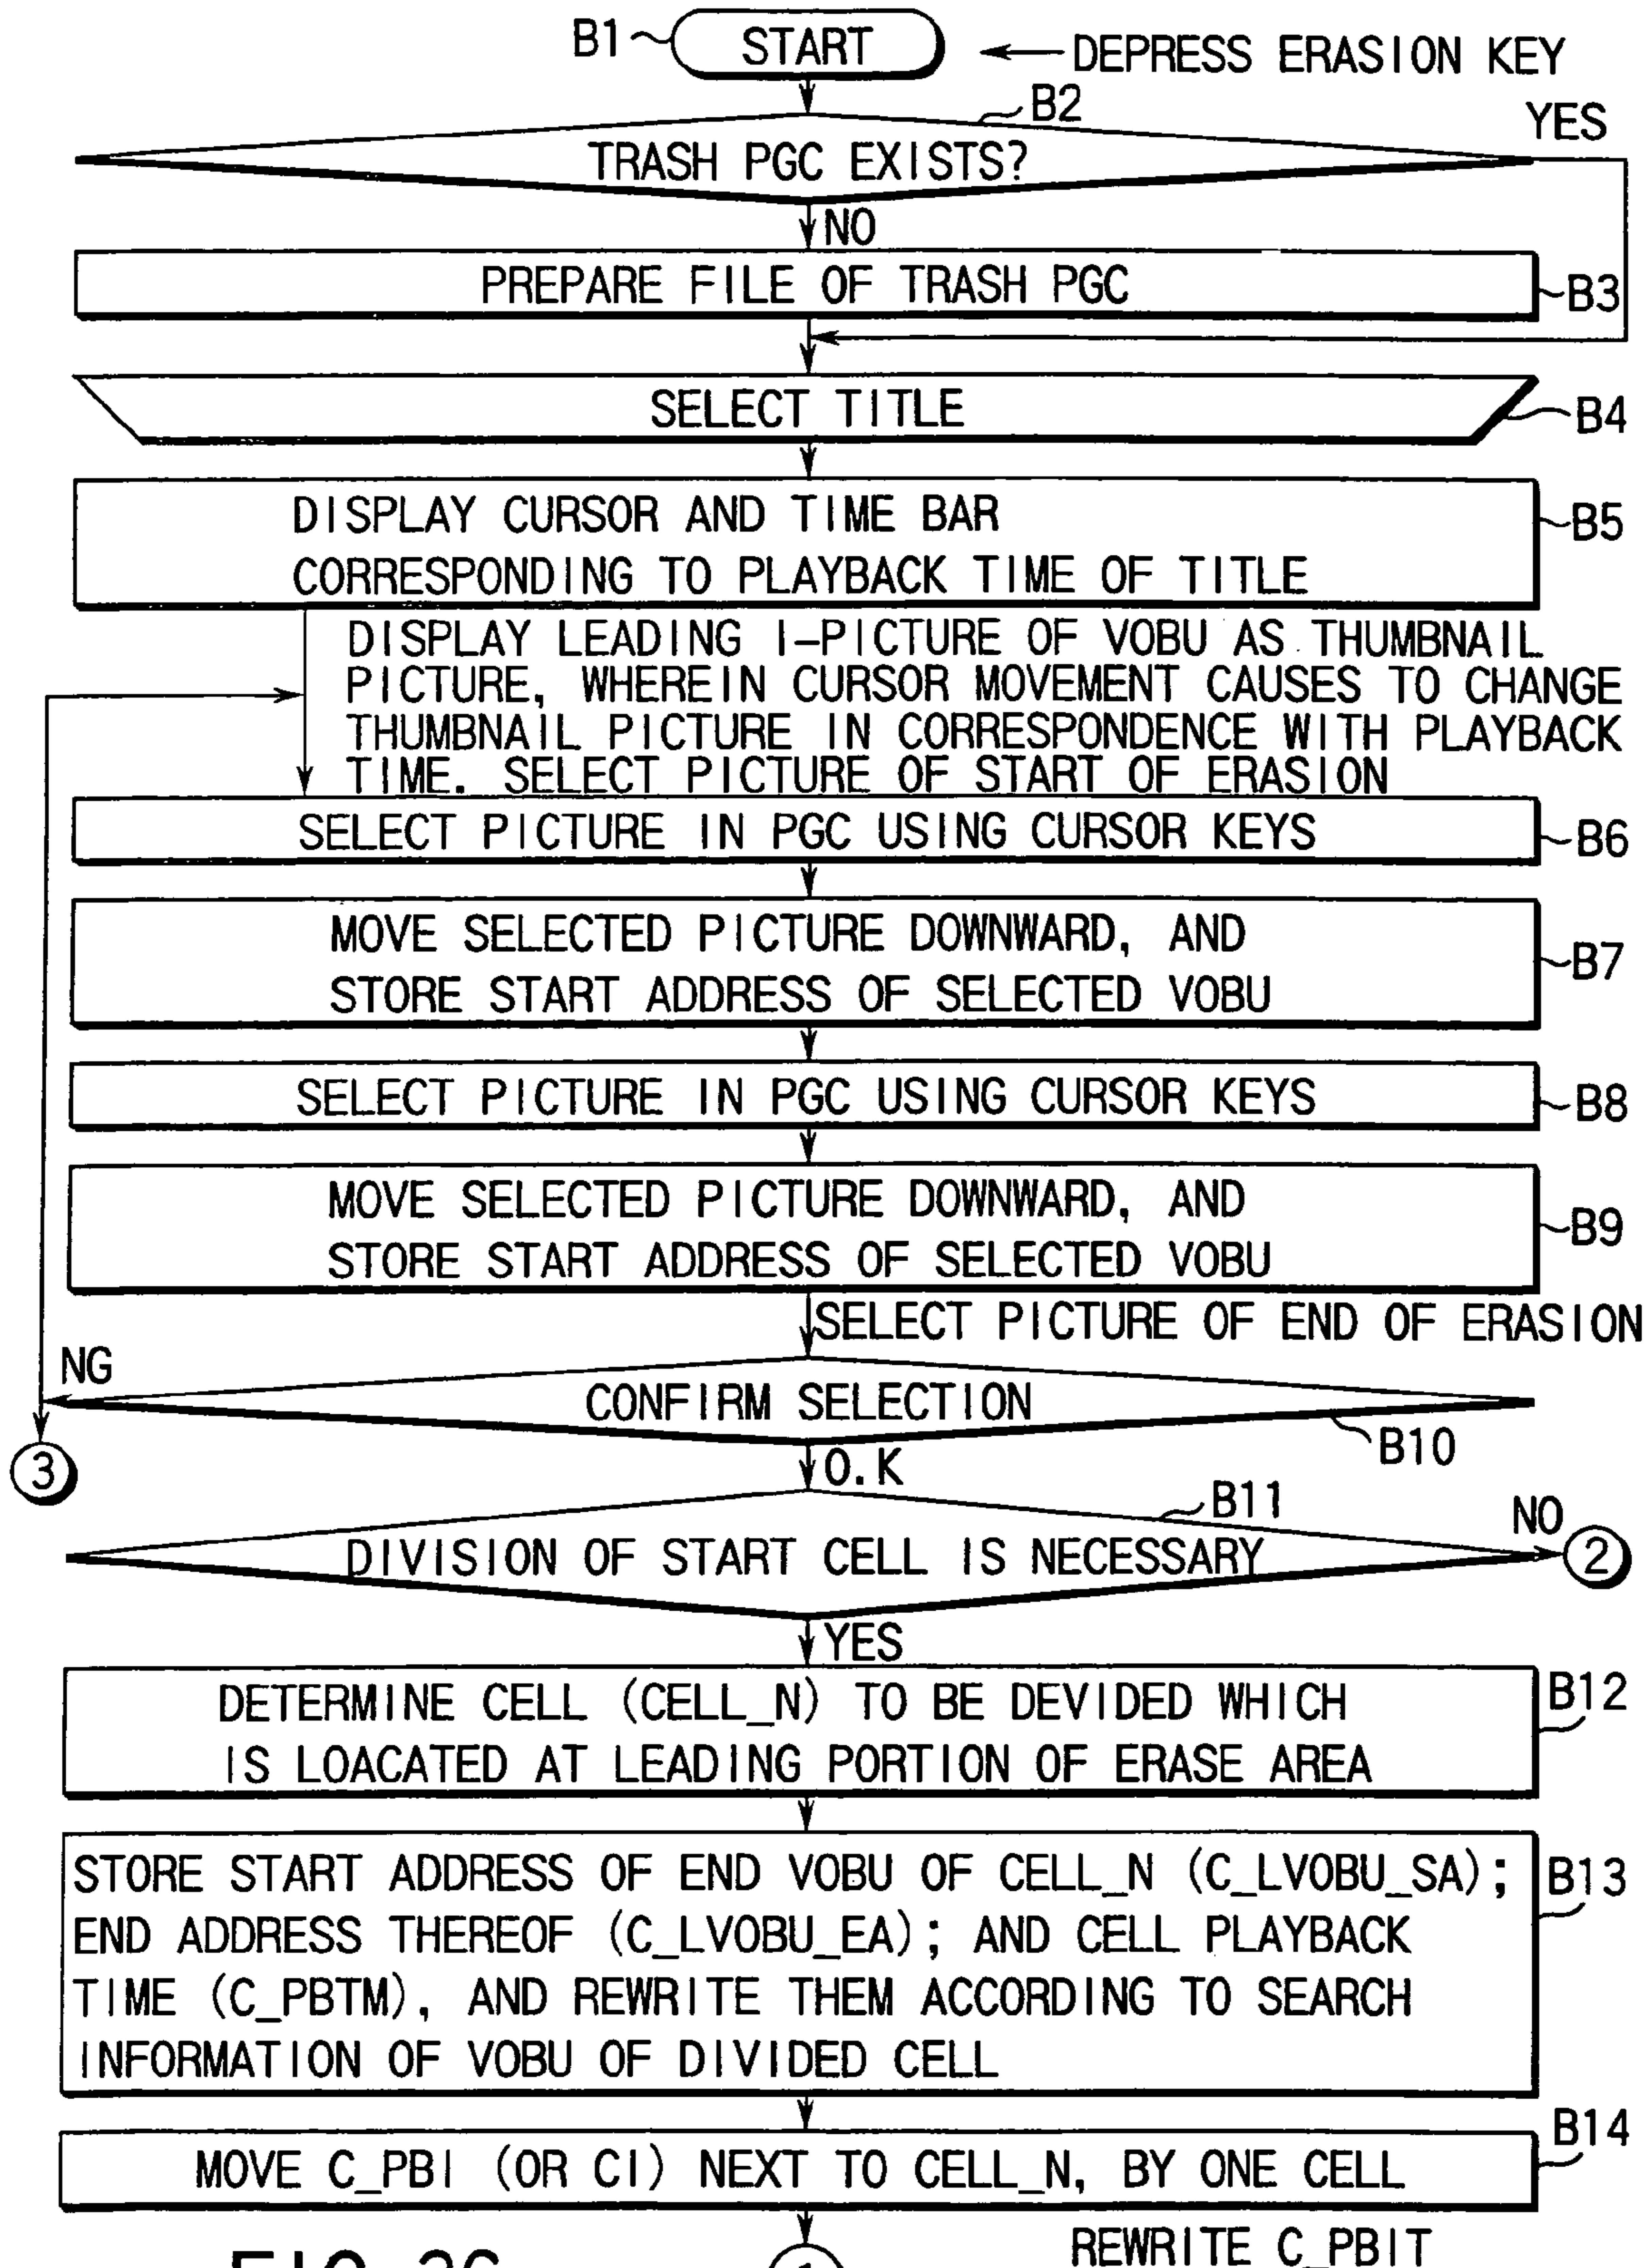 B1
START
DEPRESS ERASION KEY
B2
YES
TRASH PGC EXISTS?
NO
PREPARE FILE OF TRASH PGC
B3
SELECT TITLE
B4
DISPLAY CURSOR AND TIME BAR
CORRESPONDING TO PLAYBACK TIME OF TITLE
B5
DISPLAY LEADING I-PICTURE OF VOBU AS THUMBNAIL
PICTURE, WHEREIN CURSOR MOVEMENT CAUSES TO CHANGE
THUMBNAIL PICTURE IN CORRESPONDENCE WITH PLAYBACK
TIME. SELECT PICTURE OF START OF ERASION
SELECT PICTURE IN PGC USING CURSOR KEYS
B6
MOVE SELECTED PICTURE DOWNWARD, AND
STORE START ADDRESS OF SELECTED VOBU
B7
SELECT PICTURE IN PGC USING CURSOR KEYS
B8
MOVE SELECTED PICTURE DOWNWARD, AND
STORE START ADDRESS OF SELECTED VOBU
B9
SELECT PICTURE OF END OF ERASION
NG
CONFIRM SELECTION
B10
3
O.K
B11
NO
DIVISION OF START CELL IS NECESSARY
2
YES
DETERMINE CELL (CELL_N) TO BE DEVIDED WHICH
IS LOACATED AT LEADING PORTION OF ERASE AREA
B12
STORE START ADDRESS OF END VOBU OF CELL_N (C_LVOBU_SA);
END ADDRESS THEREOF (C_LVOBU_EA); AND CELL PLAYBACK
TIME (C_PBTM), AND REWRITE THEM ACCORDING TO SEARCH
INFORMATION OF VOBU OF DIVIDED CELL
B13
B14
MOVE C_PBI (OR CI) NEXT TO CELL_N, BY ONE CELL
REWRITE C_PBIT